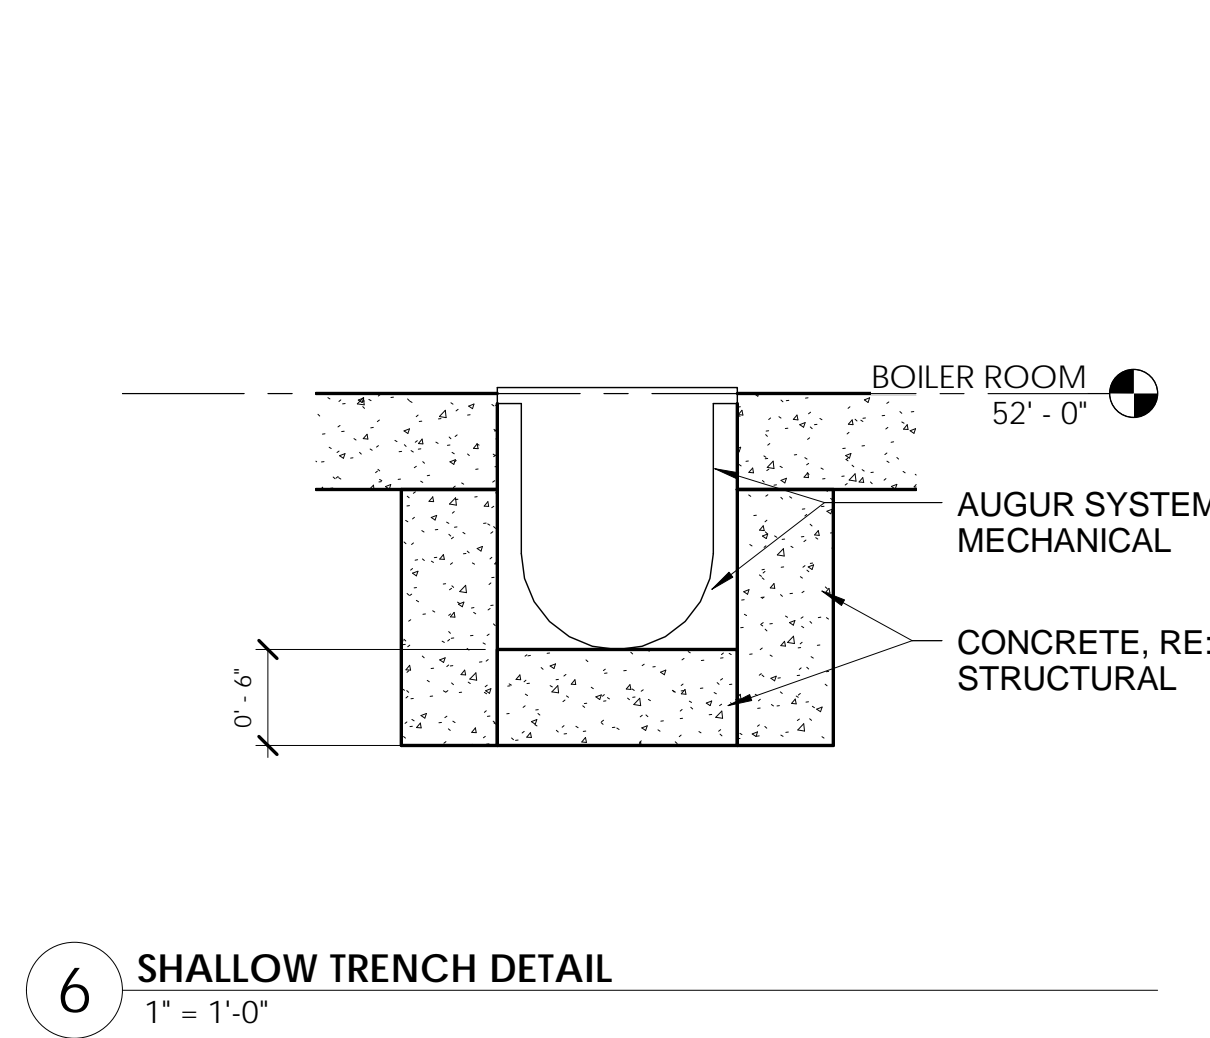 BOILER ROOM
52' - 0"
AUGUR SYSTEM
MECHANICAL
CONCRETE, RE:
STRUCTURAL
0' - 6"
6
SHALLOW TRENCH DETAIL
1" = 1'-0"